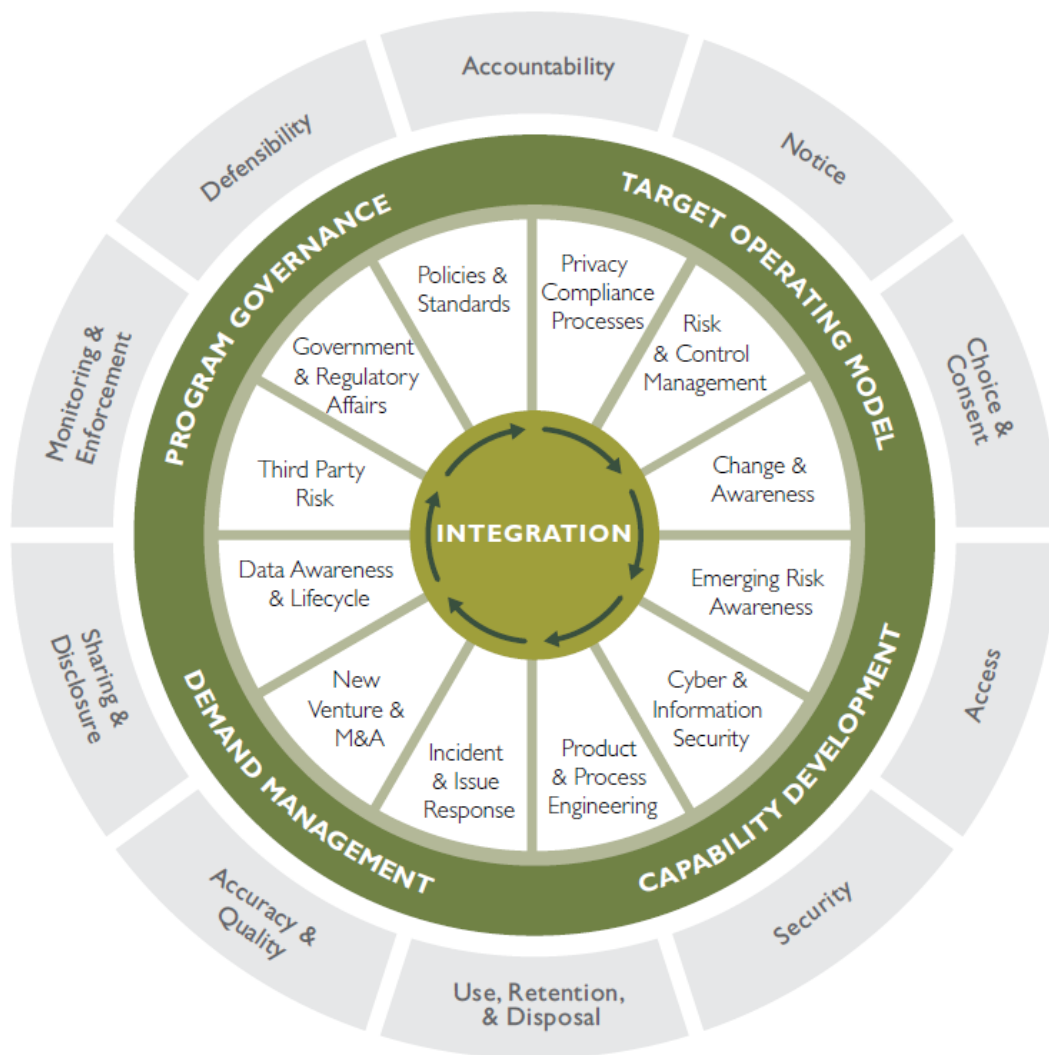 Accountability
Notice
Choice &
Consent
Access
Security
Use, Retention,
& Disposal
Accuracy &
Quality
Sharing &
Disclosure
Monitoring &
Enforcement
Defensibility
PROGRAM GOVERNANCE
TARGET OPERATING MODEL
CAPABILITY DEVELOPMENT
DEMAND MANAGEMENT
Privacy
Compliance
Processes
Risk
& Control
Management
Change &
Awareness
Emerging Risk
Awareness
Cyber &
Information
Security
Product
& Process
Engineering
Incident
& Issue
Response
New
Venture &
M&A
Data Awareness
& Lifecycle
Third Party
Risk
Government
& Regulatory
Affairs
Policies &
Standards
INTEGRATION